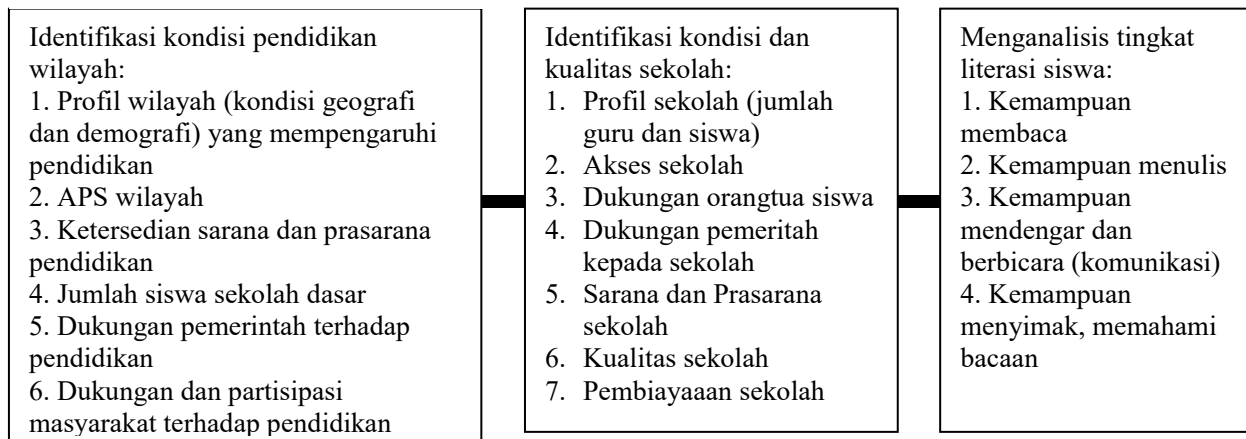 Identifikasi kondisi pendidikan
wilayah:
1. Profil wilayah (kondisi geografi
dan demografi) yang mempengaruhi
pendidikan
2. APS wilayah
3. Ketersedian sarana dan prasarana
pendidikan
4. Jumlah siswa sekolah dasar
5. Dukungan pemerintah terhadap
pendidikan
6. Dukungan dan partisipasi
masyarakat terhadap pendidikan
Identifikasi kondisi dan
kualitas sekolah:
1. Profil sekolah (jumlah
guru dan siswa)
2. Akses sekolah
3. Dukungan orangtua siswa
4. Dukungan pemeritah
kepada sekolah
5. Sarana dan Prasarana
sekolah
6. Kualitas sekolah
7. Pembiayaaan sekolah
Menganalisis tingkat
literasi siswa:
1. Kemampuan
membaca
2. Kemampuan menulis
3. Kemampuan
mendengar dan
berbicara (komunikasi)
4. Kemampuan
menyimak, memahami
bacaan